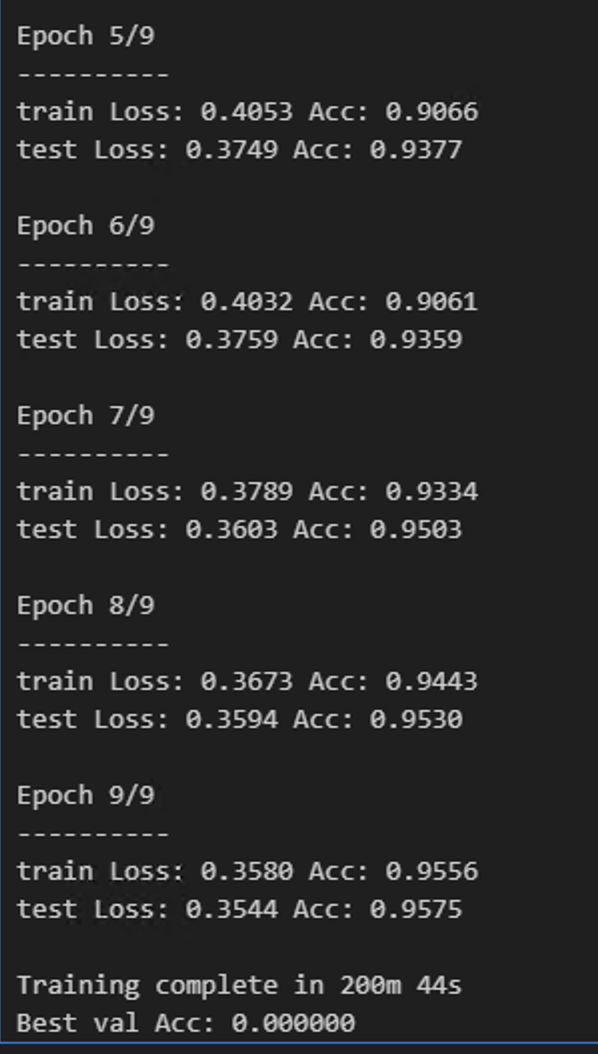 Epoch 5/9
----------
train Loss: 0.4053 Acc: 0.9066
test Loss: 0.3749 Acc: 0.9377
Epoch 6/9
----------
train Loss: 0.4032 Acc: 0.9061
test Loss: 0.3759 Acc: 0.9359
Epoch 7/9
----------
train Loss: 0.3789 Acc: 0.9334
test Loss: 0.3603 Acc: 0.9503
Epoch 8/9
----------
train Loss: 0.3673 Acc: 0.9443
test Loss: 0.3594 Acc: 0.9530
Epoch 9/9
----------
train Loss: 0.3580 Acc: 0.9556
test Loss: 0.3544 Acc: 0.9575
Training complete in 200m 44s
Best val Acc: 0.000000